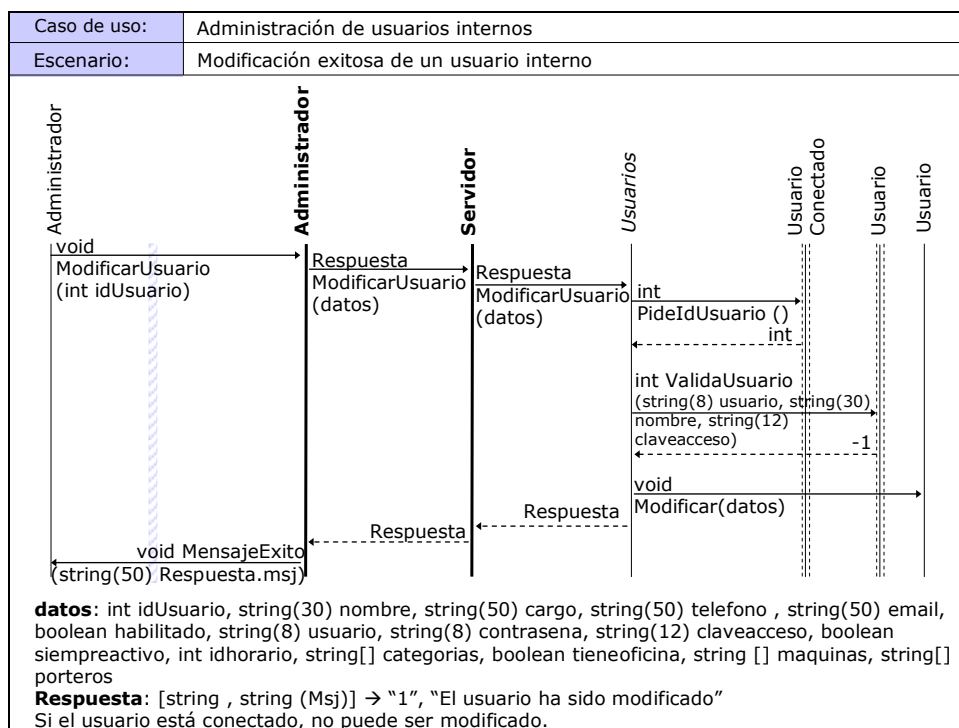 Caso de uso: Administración de usuarios internos
Escenario: Modificación exitosa de un usuario interno
Administrador
Administrador
Servidor
Usuarios
Usuario
Conectado
Usuario
Usuario
void
ModificarUsuario
(int idUsuario)
Respuesta
ModificarUsuario
(datos)
Respuesta
ModificarUsuario
(datos)
int
PideIdUsuario ()
int
int ValidaUsuario
(string(8) usuario, string(30)
nombre, string(12)
claveacceso)
-1
void
Modificar(datos)
Respuesta
Respuesta
void MensajeExito
(string(50) Respuesta.msj)
datos: int idUsuario, string(30) nombre, string(50) cargo, string(50) telefono , string(50) email,
boolean habilitado, string(8) usuario, string(8) contrasena, string(12) claveacceso, boolean
siempreactivo, int idhorario, string[] categorias, boolean tieneoficina, string [] maquinas, string[]
porteros
Respuesta: [string , string (Msj)] → “1”, “El usuario ha sido modificado”
Si el usuario está conectado, no puede ser modificado.